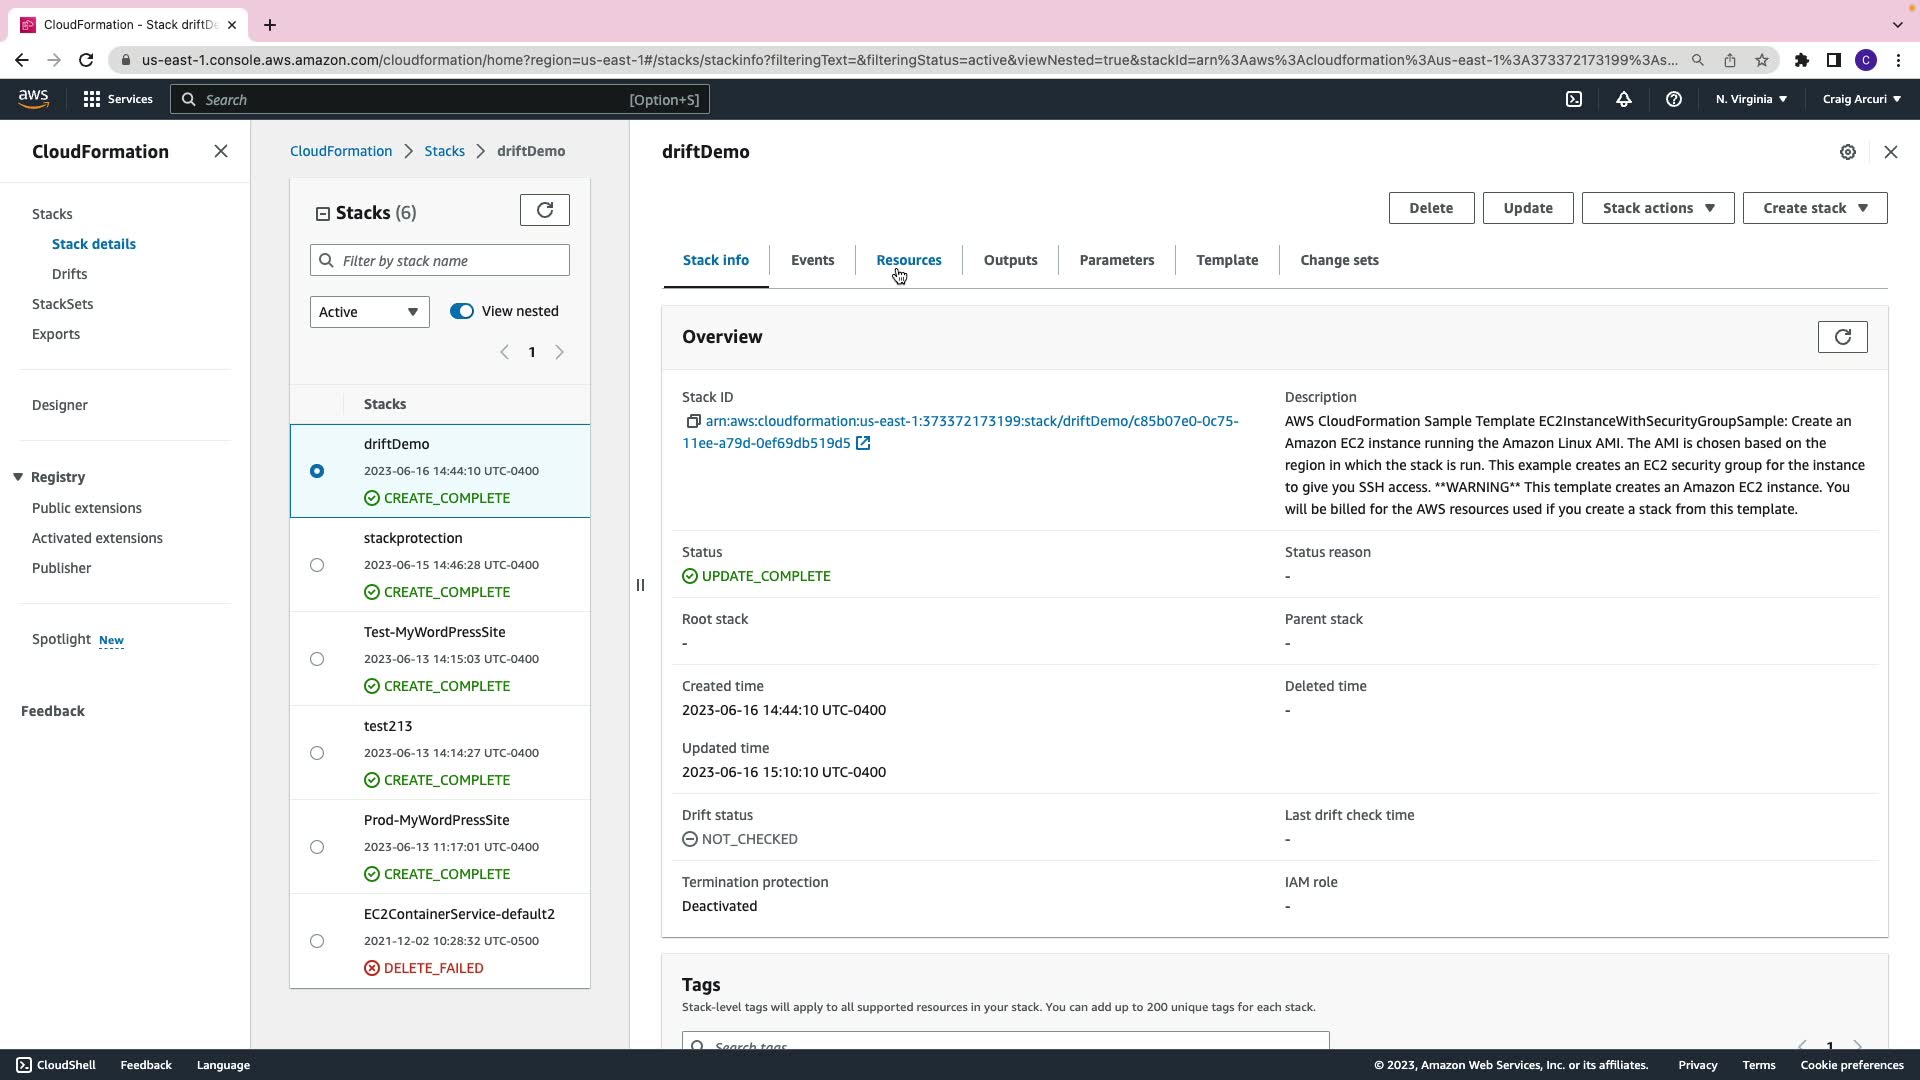 CloudFormation - Stack driftDe
us-east-1.console.aws.amazon.com/cloudformation/home?region=us-east-1#/stacks/stackinfo?filteringText=&filteringStatus=active&viewNested=true&stackId=arn%3Aaws%3Acloudformation%3Aus-east-1%3A373372173199%3As...
C
aws
Services
Search
[Option+S]
N. Virginia
Craig Arcuri
CloudFormation
Stacks
Stack details
Drifts
StackSets
Exports
Designer
Registry
Public extensions
Activated extensions
Publisher
Spotlight New
Feedback
CloudFormation > Stacks > driftDemo
Stacks (6)
Filter by stack name
Active
View nested
1
Stacks
driftDemo
2023-06-16 14:44:10 UTC-0400
CREATE_COMPLETE
stackprotection
2023-06-15 14:46:28 UTC-0400
CREATE_COMPLETE
Test-MyWordPressSite
2023-06-13 14:15:03 UTC-0400
CREATE_COMPLETE
test213
2023-06-13 14:14:27 UTC-0400
CREATE_COMPLETE
Prod-MyWordPressSite
2023-06-13 11:17:01 UTC-0400
CREATE_COMPLETE
EC2ContainerService-default2
2021-12-02 10:28:32 UTC-0500
DELETE_FAILED
driftDemo
Delete
Update
Stack actions
Create stack
Stack info
Events
Resources
Outputs
Parameters
Template
Change sets
Overview
Stack ID
arn:aws:cloudformation:us-east-1:373372173199:stack/driftDemo/c85b07e0-0c75-
11ee-a79d-0ef69db519d5
Description
AWS CloudFormation Sample Template EC2InstanceWithSecurityGroupSample: Create an
Amazon EC2 instance running the Amazon Linux AMI. The AMI is chosen based on the
region in which the stack is run. This example creates an EC2 security group for the instance
to give you SSH access. **WARNING** This template creates an Amazon EC2 instance. You
will be billed for the AWS resources used if you create a stack from this template.
Status
UPDATE_COMPLETE
Status reason
-
Root stack
-
Parent stack
-
Created time
2023-06-16 14:44:10 UTC-0400
Deleted time
-
Updated time
2023-06-16 15:10:10 UTC-0400
Drift status
NOT_CHECKED
Last drift check time
-
Termination protection
Deactivated
IAM role
-
Tags
Stack-level tags will apply to all supported resources in your stack. You can add up to 200 unique tags for each stack.
Search tags
1
CloudShell
Feedback
Language
© 2023, Amazon Web Services, Inc. or its affiliates.
Privacy
Terms
Cookie preferences